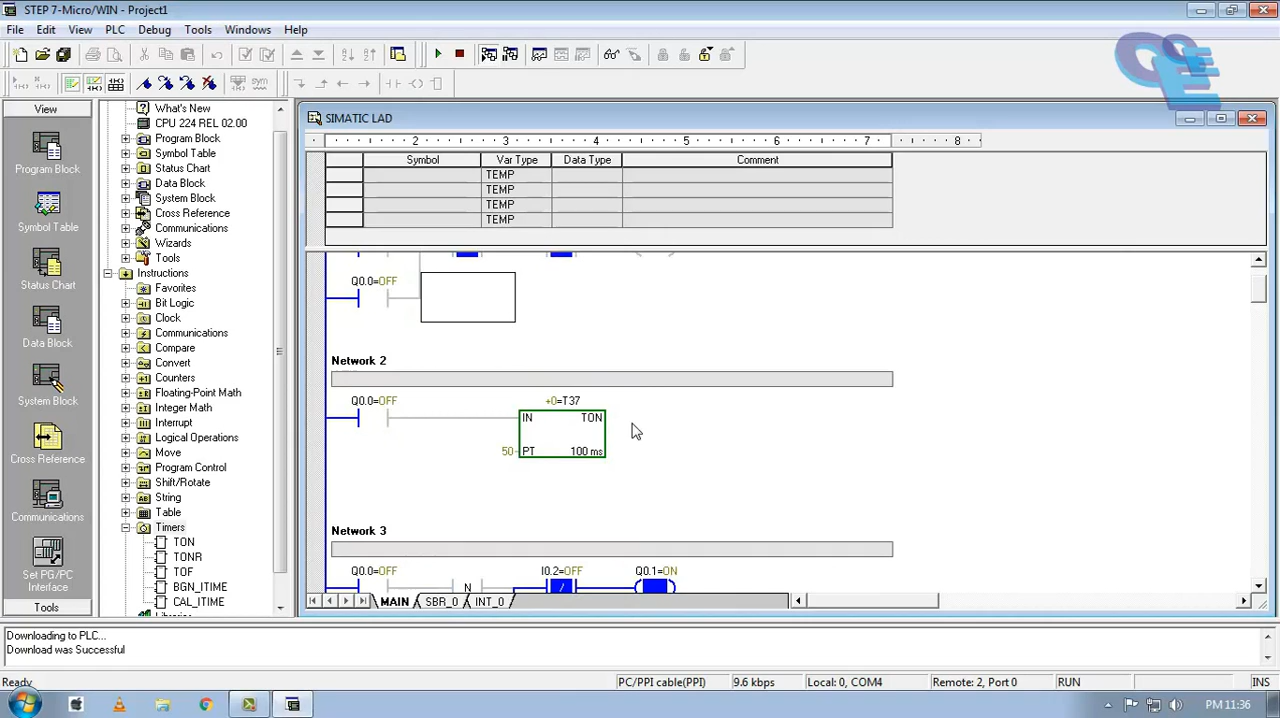 STEP 7-Micro/WIN - Project1
File Edit View PLC Debug Tools Windows Help
View
Program Block
Symbol Table
Status Chart
Data Block
System Block
Cross Reference
Communications
Set PG/PC Interface
Tools
What's New
CPU 224 REL 02.00
Program Block
Symbol Table
Status Chart
Data Block
System Block
Cross Reference
Communications
Wizards
Tools
Instructions
Favorites
Bit Logic
Clock
Communications
Compare
Convert
Counters
Floating-Point Math
Integer Math
Interrupt
Logical Operations
Move
Program Control
Shift/Rotate
String
Table
Timers
TON
TONR
TOF
BGN_ITIME
CAL_ITIME
SIMATIC LAD
2 3 4 5 6 7 8
Symbol Var Type Data Type Comment
TEMP
TEMP
TEMP
TEMP
Q0.0=OFF
Network 2
Q0.0=OFF +0=T37
IN TON
50 PT 100 ms
Network 3
Q0.0=OFF I0.2=OFF Q0.1=ON
N /
MAIN SBR_0 INT_0
Downloading to PLC...
Download was Successful
Ready PC/PPI cable(PPI) 9.6 kbps Local: 0, COM4 Remote: 2, Port 0 RUN INS
PM 11:36